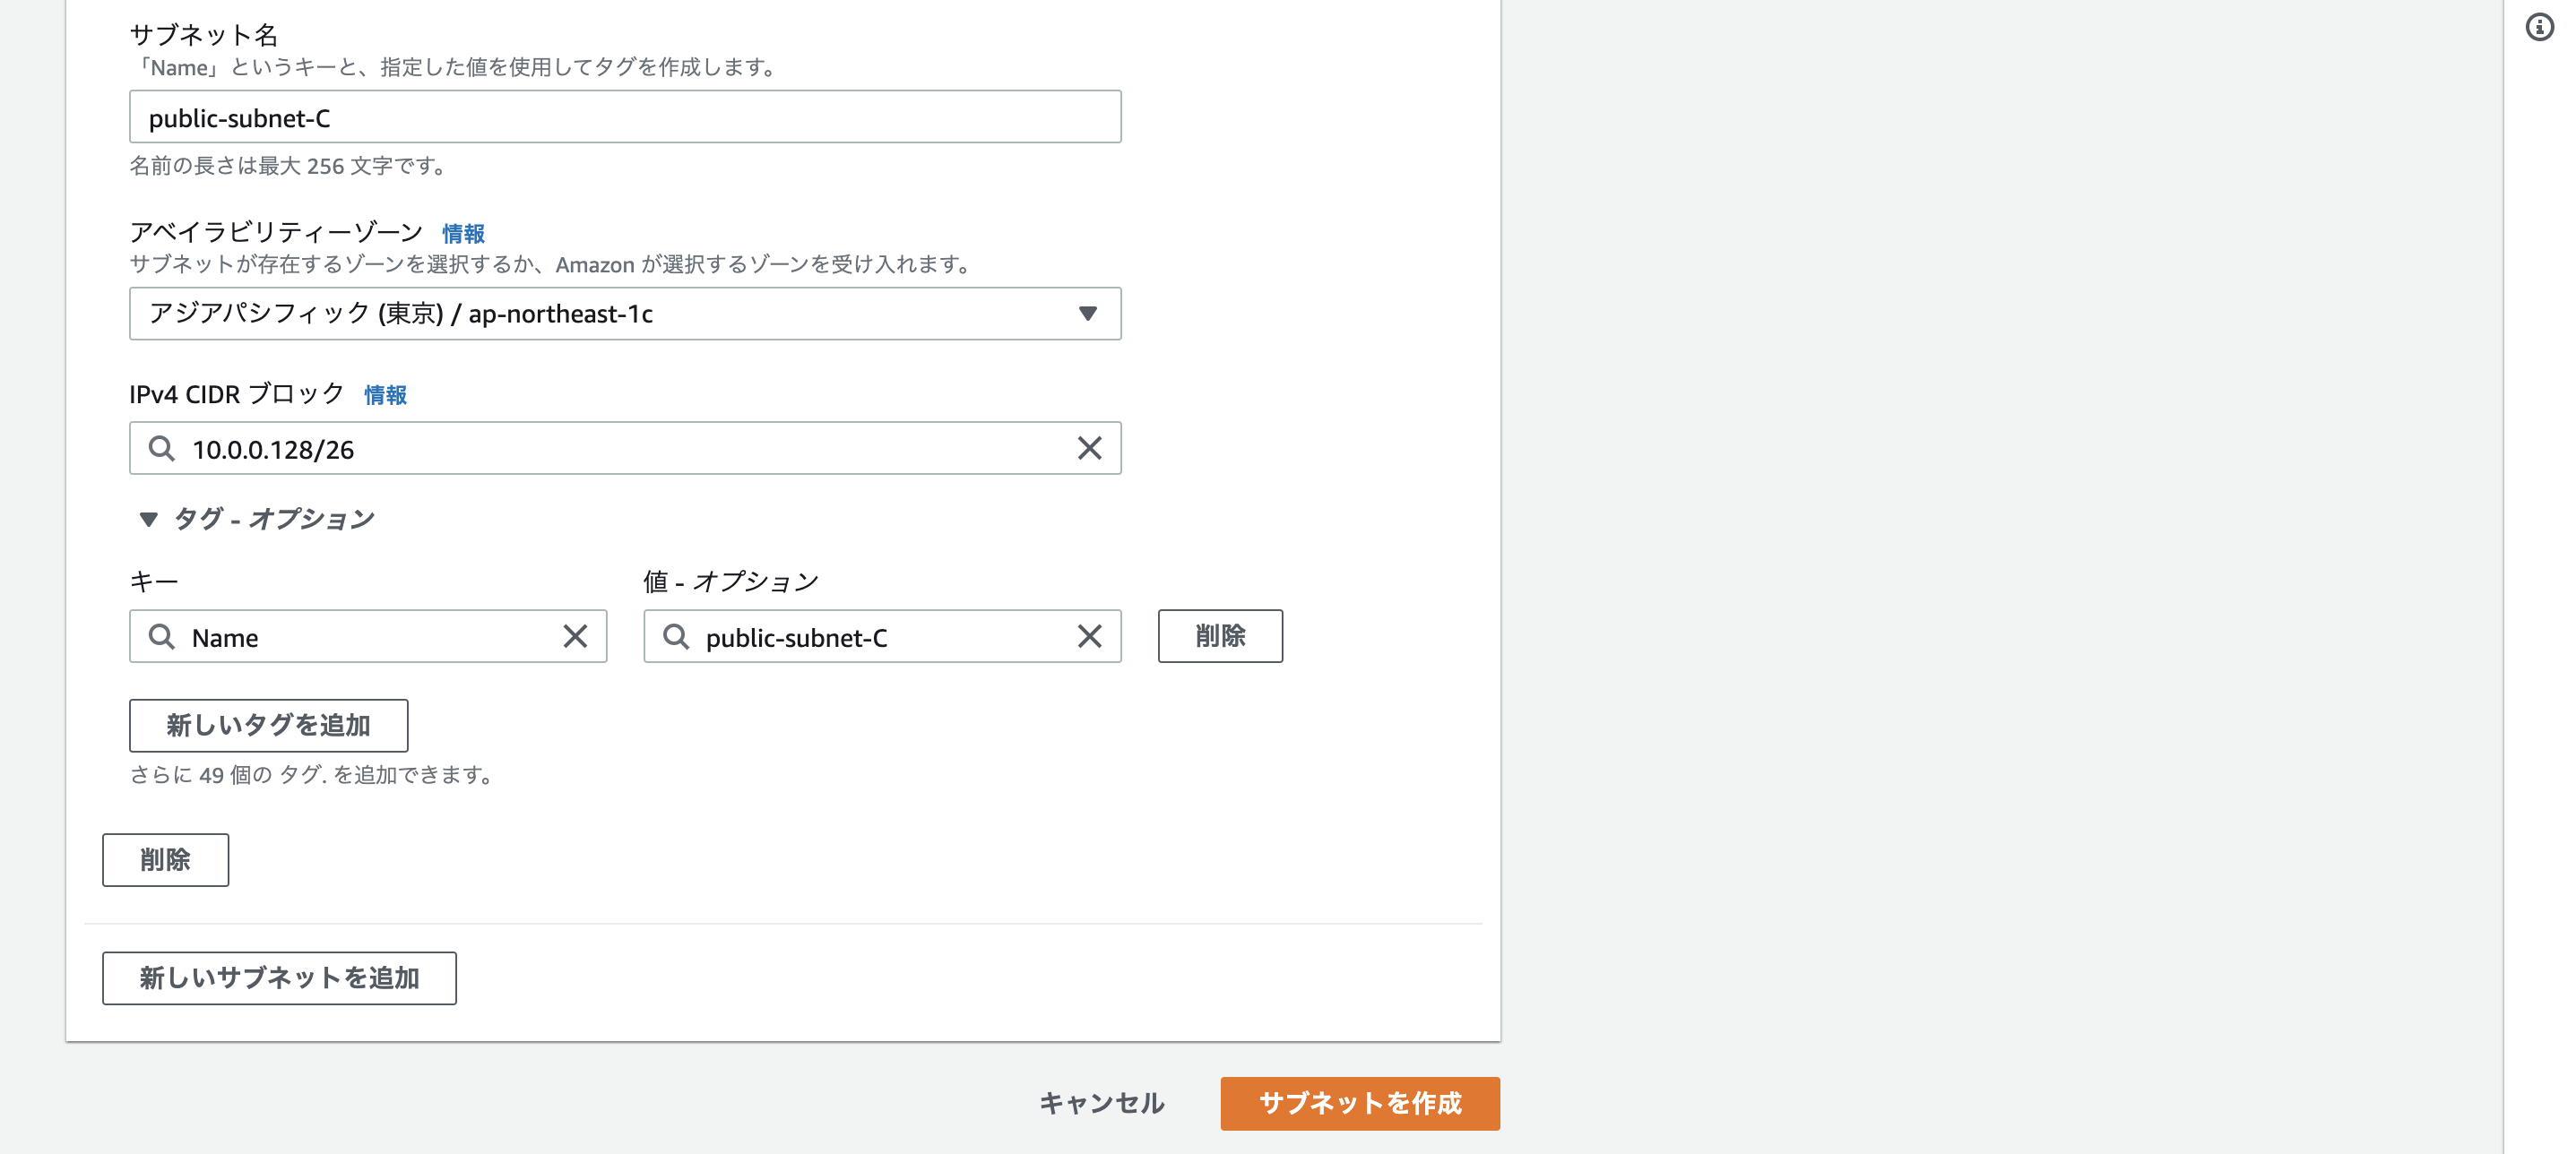 サブネット名
「Name」というキーと、指定した値を使用してタグを作成します。
public-subnet-C
名前の長さは最大 256 文字です。
アベイラビリティーゾーン 情報
サブネットが存在するゾーンを選択するか、Amazon が選択するゾーンを受け入れます。
アジアパシフィック (東京) / ap-northeast-1c
IPv4 CIDR ブロック 情報
10.0.0.128/26
タグ - オプション
キー 値 - オプション
Name public-subnet-C 削除
新しいタグを追加
さらに 49 個の タグ. を追加できます。
削除
新しいサブネットを追加
キャンセル サブネットを作成